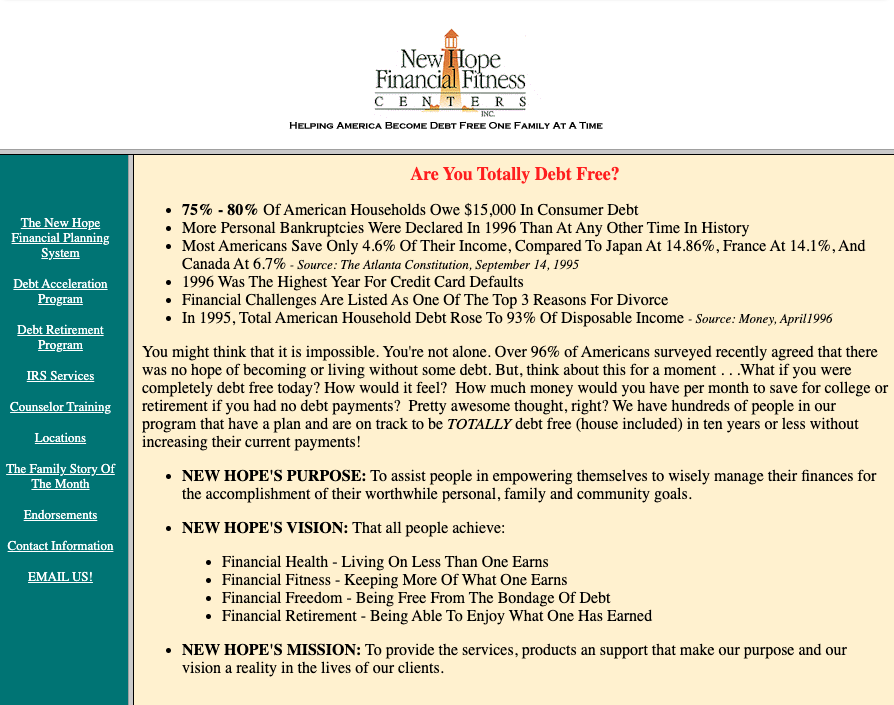 New Hope
Financial Fitness
CENTERS
INC.
Helping America Become Debt Free One Family At A Time
The New Hope
Financial Planning
System
Debt Acceleration
Program
Debt Retirement
Program
IRS Services
Counselor Training
Locations
The Family Story Of
The Month
Endorsements
Contact Information
EMAIL US!
Are You Totally Debt Free?
• 75% - 80% Of American Households Owe $15,000 In Consumer Debt
• More Personal Bankruptcies Were Declared In 1996 Than At Any Other Time In History
• Most Americans Save Only 4.6% Of Their Income, Compared To Japan At 14.86%, France At 14.1%, And
Canada At 6.7% - Source: The Atlanta Constitution, September 14, 1995
• 1996 Was The Highest Year For Credit Card Defaults
• Financial Challenges Are Listed As One Of The Top 3 Reasons For Divorce
• In 1995, Total American Household Debt Rose To 93% Of Disposable Income - Source: Money, April1996
You might think that it is impossible. You're not alone. Over 96% of Americans surveyed recently agreed that there
was no hope of becoming or living without some debt. But, think about this for a moment . . .What if you were
completely debt free today? How would it feel? How much money would you have per month to save for college or
retirement if you had no debt payments? Pretty awesome thought, right? We have hundreds of people in our
program that have a plan and are on track to be TOTALLY debt free (house included) in ten years or less without
increasing their current payments!
• NEW HOPE'S PURPOSE: To assist people in empowering themselves to wisely manage their finances for
the accomplishment of their worthwhile personal, family and community goals.
• NEW HOPE'S VISION: That all people achieve:
• Financial Health - Living On Less Than One Earns
• Financial Fitness - Keeping More Of What One Earns
• Financial Freedom - Being Free From The Bondage Of Debt
• Financial Retirement - Being Able To Enjoy What One Has Earned
• NEW HOPE'S MISSION: To provide the services, products an support that make our purpose and our
vision a reality in the lives of our clients.